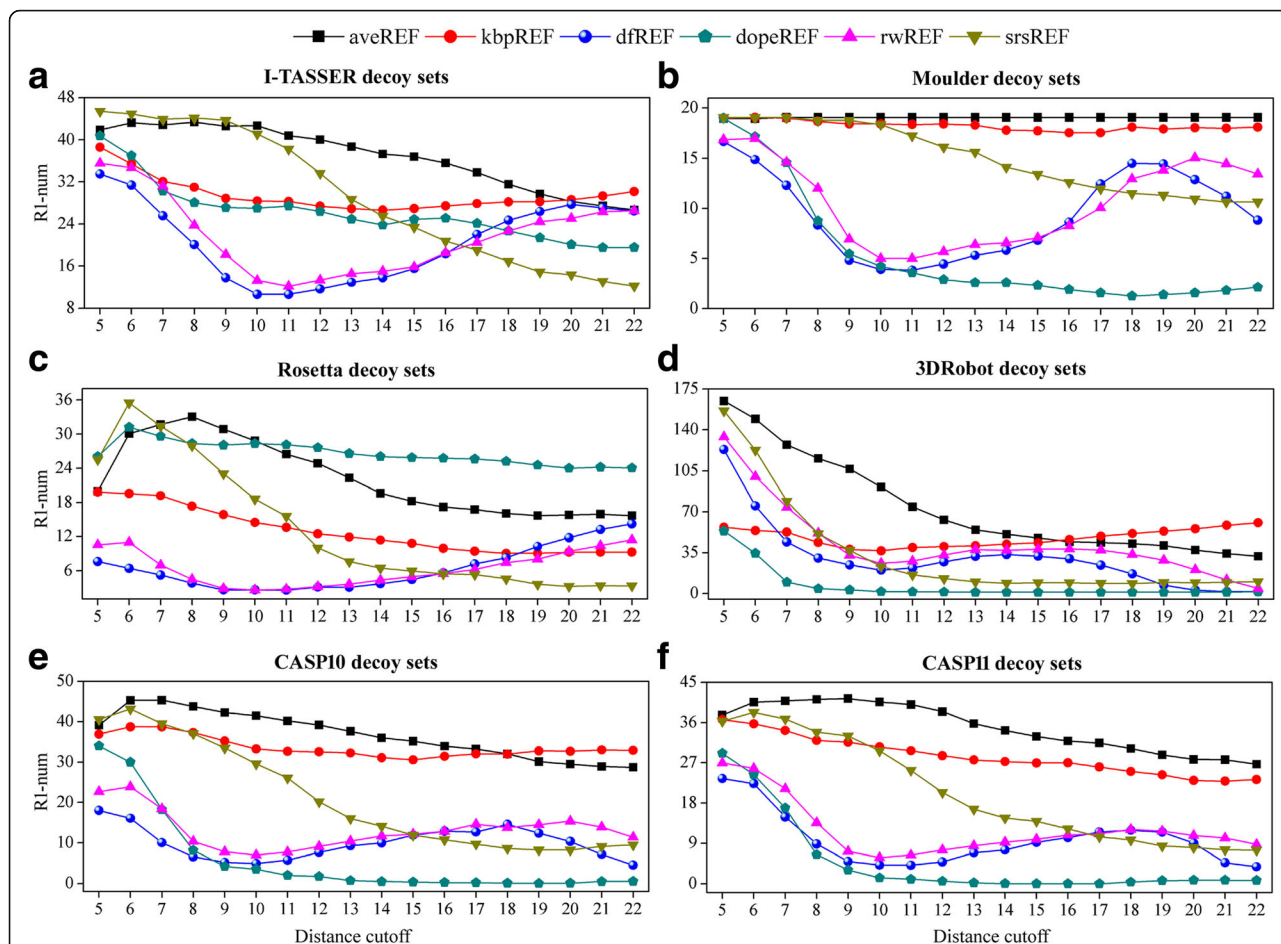 aveREF kbpREF dfREF dopeREF rwREF srsREF
a I-TASSER decoy sets
48
40
32
24
16
8
R1-num
5 6 7 8 9 10 11 12 13 14 15 16 17 18 19 20 21 22
b Moulder decoy sets
20
15
10
5
0
5 6 7 8 9 10 11 12 13 14 15 16 17 18 19 20 21 22
c Rosetta decoy sets
36
30
24
18
12
6
R1-num
5 6 7 8 9 10 11 12 13 14 15 16 17 18 19 20 21 22
d 3DRobot decoy sets
175
140
105
70
35
0
5 6 7 8 9 10 11 12 13 14 15 16 17 18 19 20 21 22
e CASP10 decoy sets
50
40
30
20
10
0
R1-num
5 6 7 8 9 10 11 12 13 14 15 16 17 18 19 20 21 22
Distance cutoff
f CASP11 decoy sets
45
36
27
18
9
0
5 6 7 8 9 10 11 12 13 14 15 16 17 18 19 20 21 22
Distance cutoff